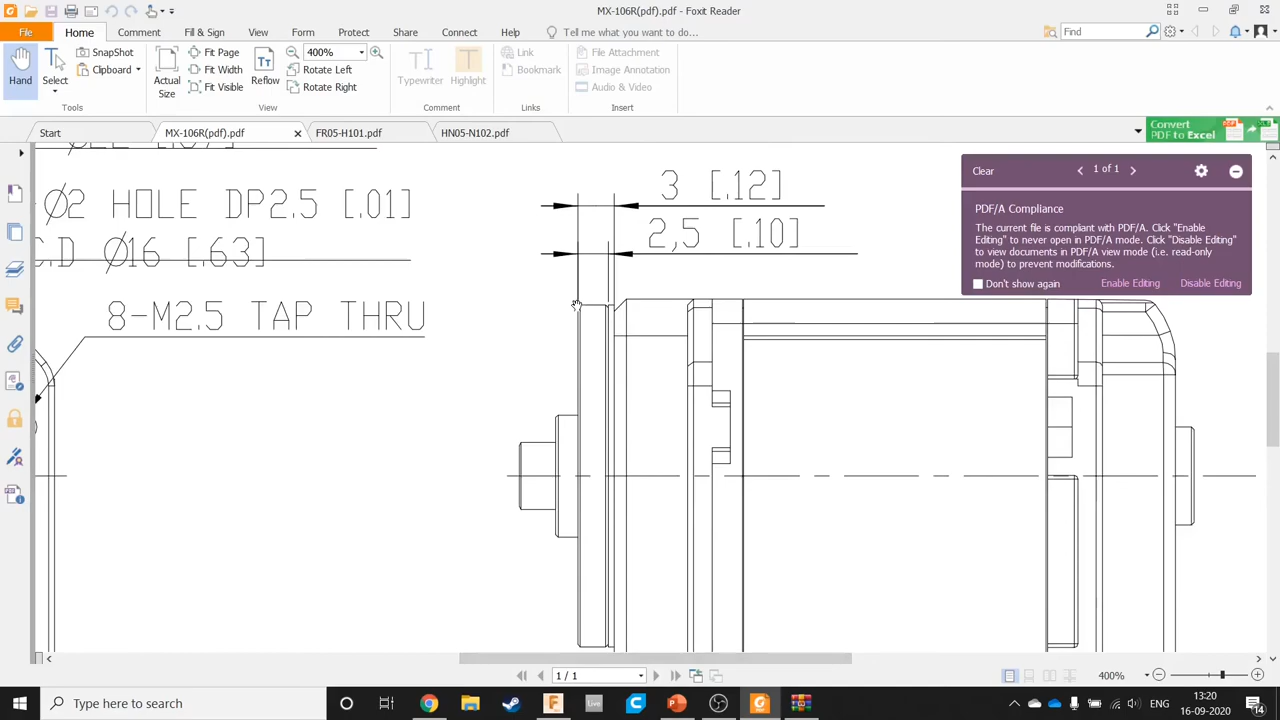 MX-106R(pdf).pdf - Foxit Reader
File Home Comment Fill & Sign View Form Protect Share Connect Help Tell me what you want to do... Find
Hand
Select
SnapShot
Clipboard
Actual Size
Fit Page
Fit Width
Fit Visible
Reflow
400%
Rotate Left
Rotate Right
Typewriter
Highlight
Link
Bookmark
File Attachment
Image Annotation
Audio & Video
Tools View Comment Links Insert
Start MX-106R(pdf).pdf FR05-H101.pdf HN05-N102.pdf
Convert
PDF to Excel
Ø2 HOLE DP2.5 [.01]
C.D Ø16 [.63]
8-M2.5 TAP THRU
3 [.12]
2,5 [.10]
Clear 1 of 1
PDF/A Compliance
The current file is compliant with PDF/A. Click "Enable
Editing" to never open in PDF/A mode. Click "Disable Editing"
to view documents in PDF/A view mode (i.e. read-only
mode) to prevent modifications.
Don't show again Enable Editing Disable Editing
1 / 1
400%
Type here to search
Live
ENG
13:20
16-09-2020